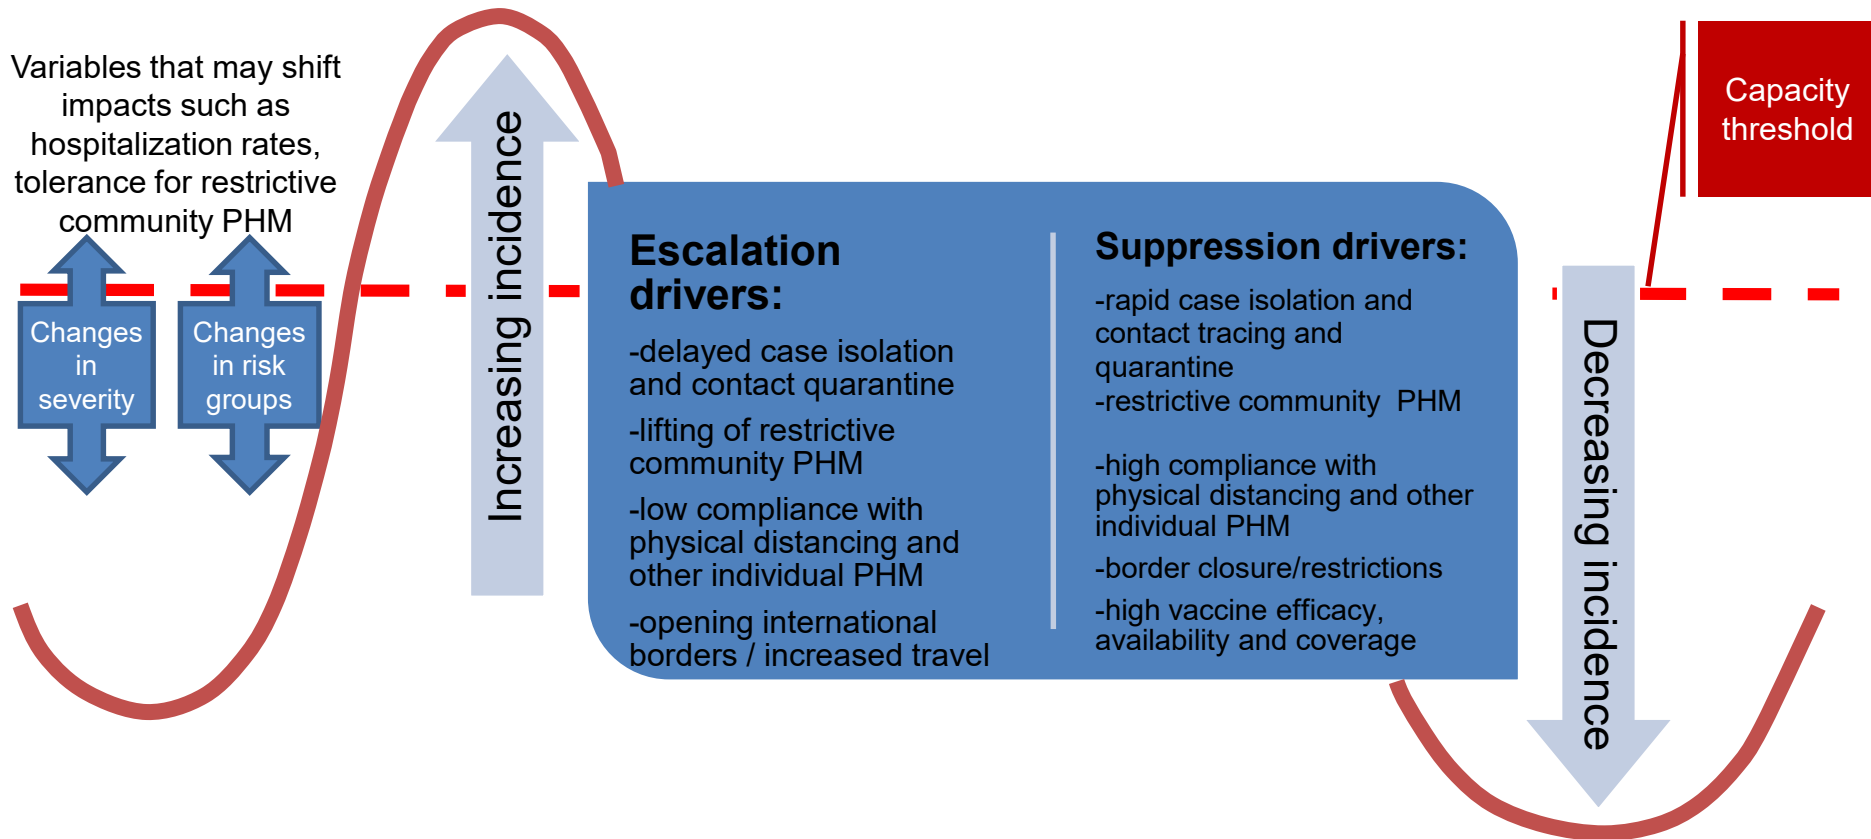 Variables that may shift
impacts such as
hospitalization rates,
tolerance for restrictive
community PHM
Changes
in
severity
Changes
in risk
groups
Increasing incidence
Escalation
drivers:
-delayed case isolation
and contact quarantine
-lifting of restrictive
community PHM
-low compliance with
physical distancing and
other individual PHM
-opening international
borders / increased travel
Suppression drivers:
-rapid case isolation and
contact tracing and
quarantine
-restrictive community  PHM
-high compliance with
physical distancing and other
individual PHM
-border closure/restrictions
-high vaccine efficacy,
availability and coverage
Decreasing incidence
Capacity
threshold